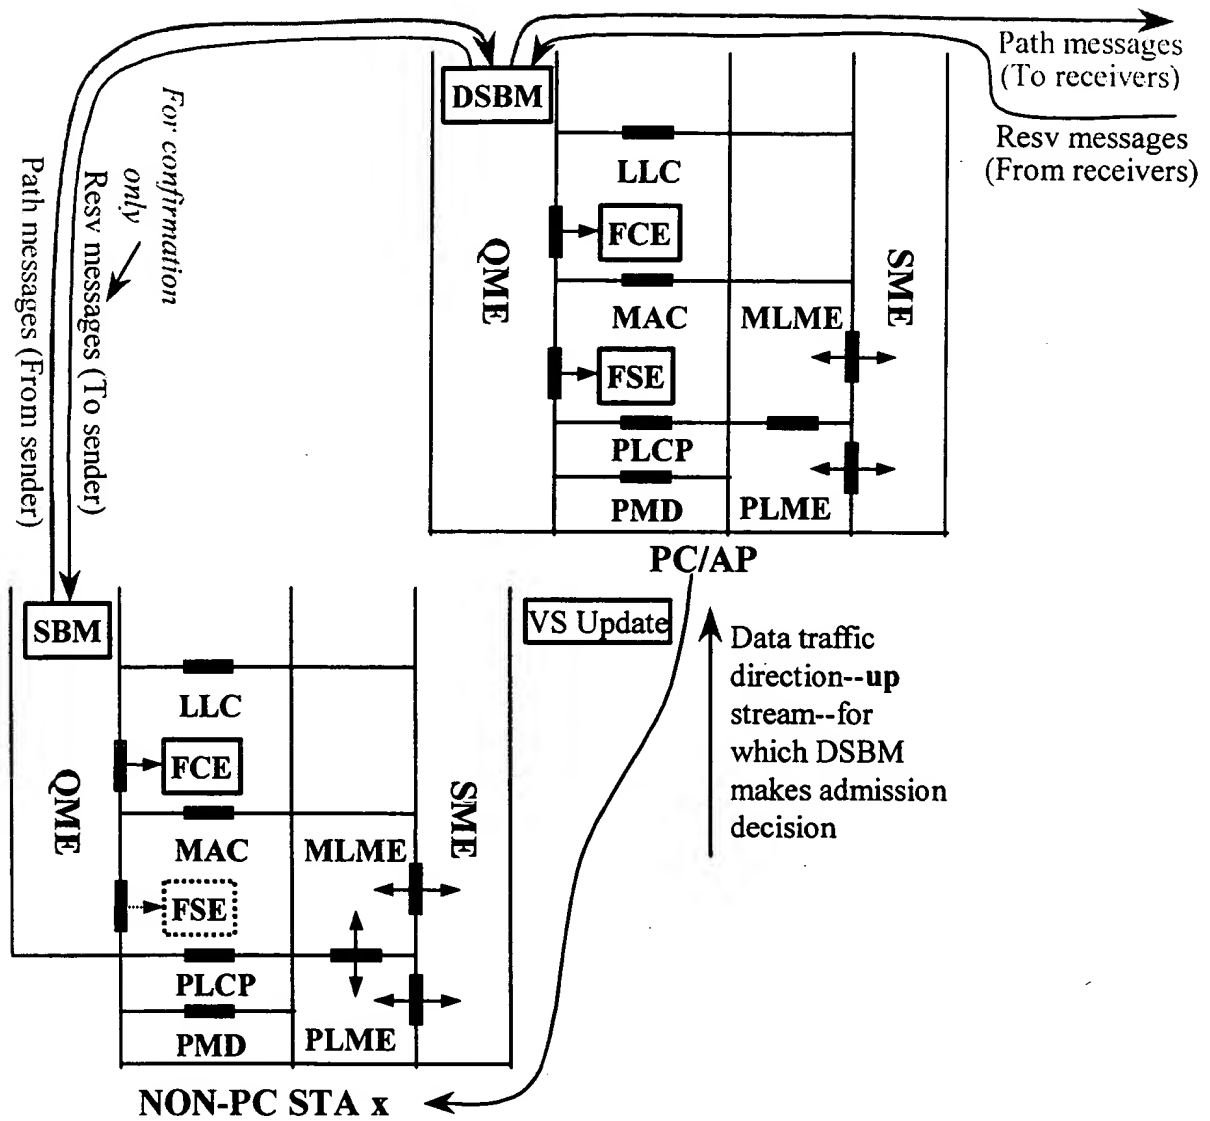 Path messages
(To receivers)
Resv messages
(From receivers)
DSBM
LLC
FCE
QME
SME
MAC
MLME
FSE
PLCP
PMD
PLME
PC/AP
For confirmation
only
Resv messages (To sender)
Path messages (From sender)
SBM
LLC
FCE
QME
SME
MAC
MLME
FSE
PLCP
PMD
PLME
NON-PC STA x
VS Update
Data traffic
direction--up
stream--for
which DSBM
makes admission
decision